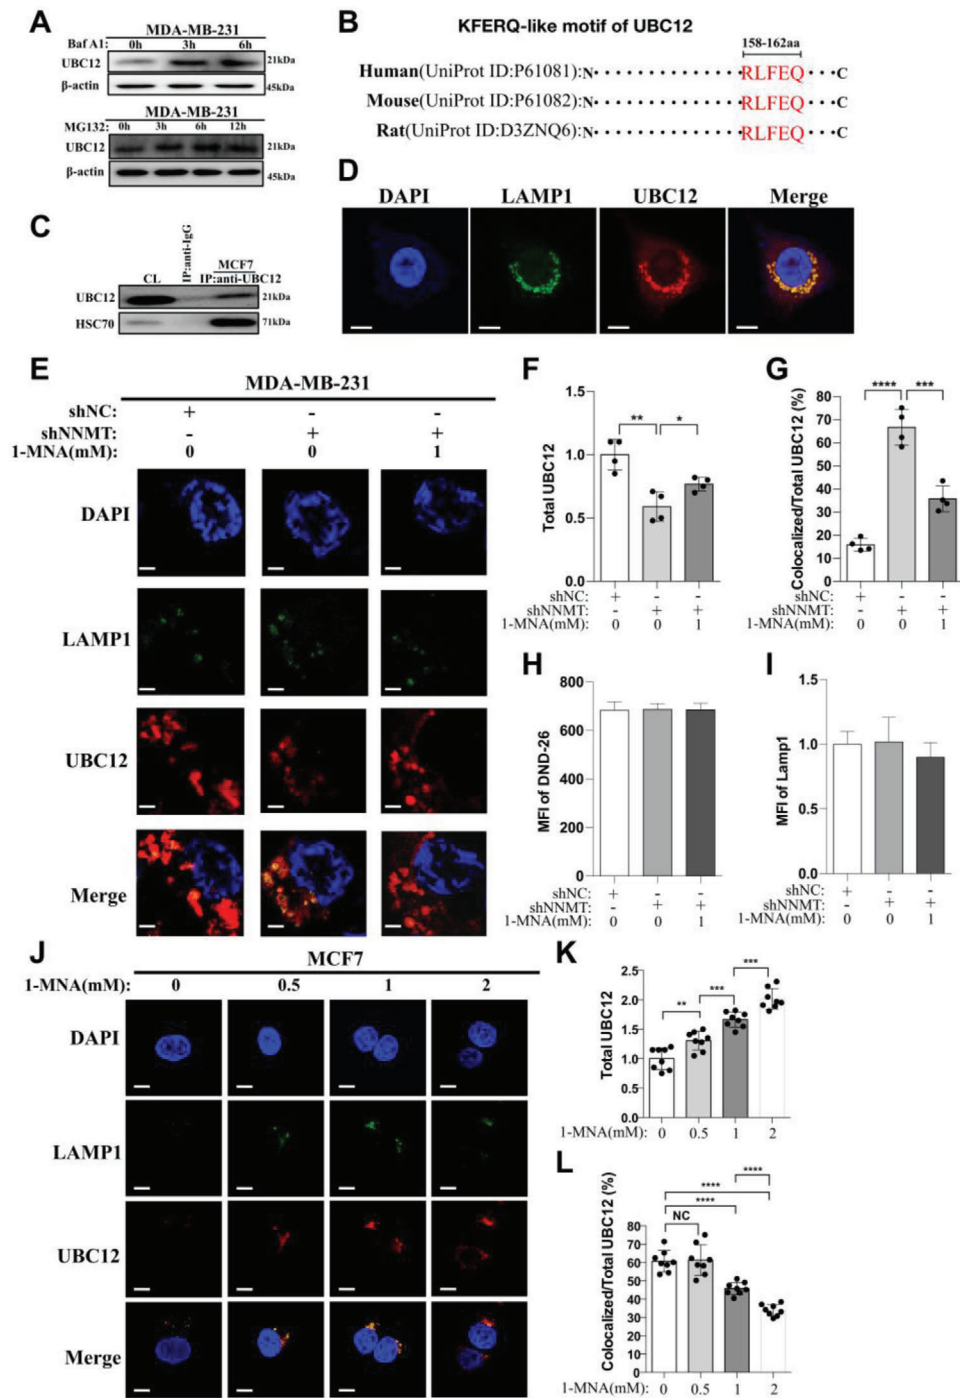 A
MDA-MB-231
Baf A1: 0h 3h 6h
UBC12 21kDa
β-actin 45kDa
MDA-MB-231
MG132: 0h 3h 6h 12h
UBC12 21kDa
β-actin 45kDa
B
KFERQ-like motif of UBC12
158-162aa
Human(UniProt ID:P61081):N RLFEQ C
Mouse(UniProt ID:P61082):N RLFEQ C
Rat(UniProt ID:D3ZNQ6):N RLFEQ C
C
IP:anti-IgG
MCF7
CL IP:anti-UBC12
UBC12 21kDa
HSC70 71kDa
D
DAPI LAMP1 UBC12 Merge
E
MDA-MB-231
shNC: + - -
shNNMT: - + +
1-MNA(mM): 0 0 1
DAPI
LAMP1
UBC12
Merge
F
Total UBC12
1.5
1.0
0.5
0.0
** *
shNC: + - -
shNNMT: - + +
1-MNA(mM): 0 0 1
G
Colocalized/Total UBC12 (%)
80
70
60
50
40
30
20
10
0
**** ***
shNC: + - -
shNNMT: - + +
1-MNA(mM): 0 0 1
H
MFI of DND-26
800
600
400
200
0
shNC: + - -
shNNMT: - + +
1-MNA(mM): 0 0 1
I
MFI of Lamp1
1.5
1.0
0.5
0.0
shNC: + - -
shNNMT: - + +
1-MNA(mM): 0 0 1
J
MCF7
1-MNA(mM): 0 0.5 1 2
DAPI
LAMP1
UBC12
Merge
K
Total UBC12
2.5
2.0
1.5
1.0
0.5
0.0
** *** ***
1-MNA(mM): 0 0.5 1 2
L
Colocalized/Total UBC12 (%)
80
70
60
50
40
30
20
10
0
****
****
****
NC
1-MNA(mM): 0 0.5 1 2